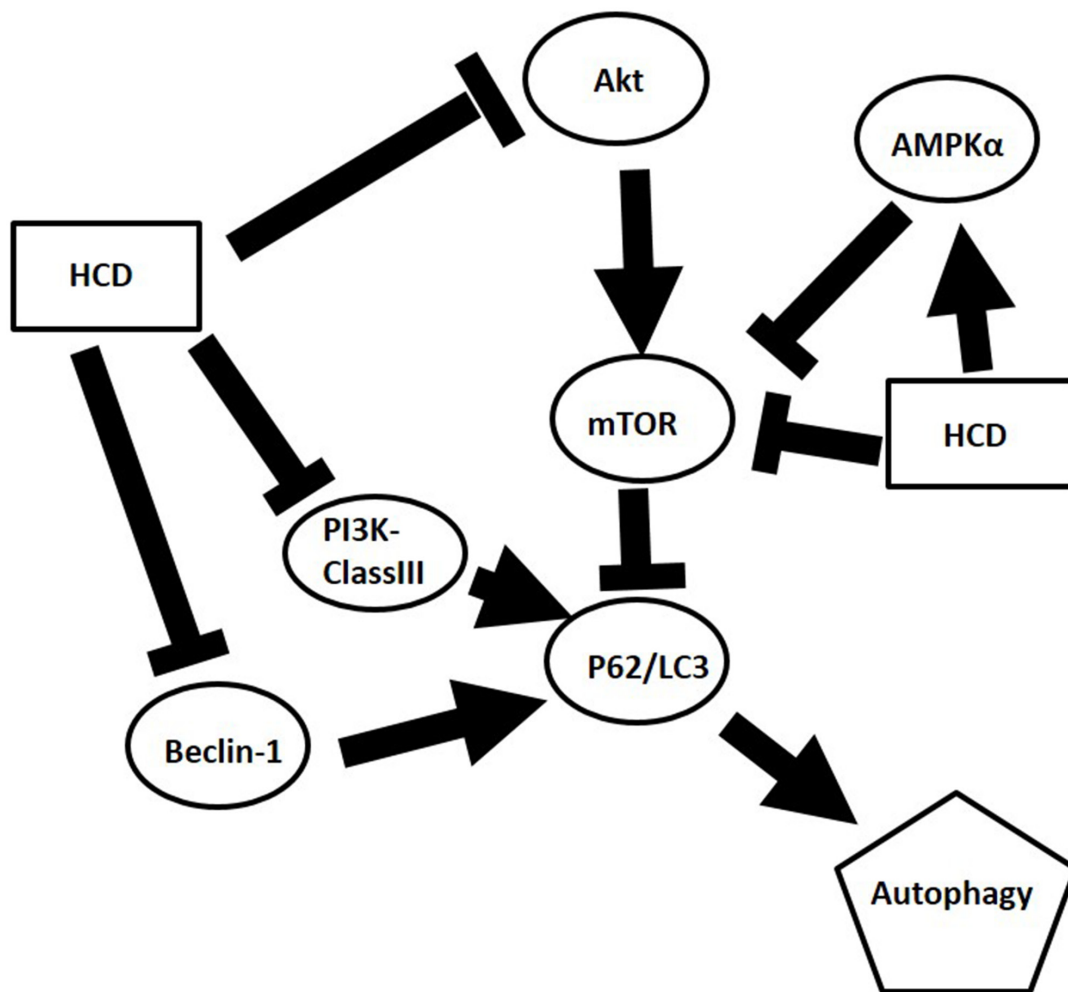 Akt
AMPKα
HCD
mTOR
HCD
PI3K-
ClassIII
P62/LC3
Beclin-1
Autophagy